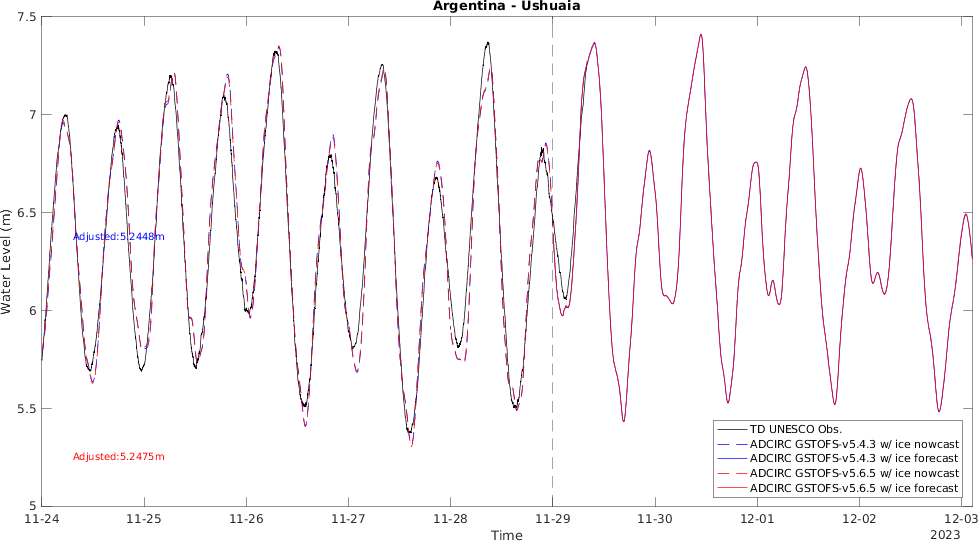 Argentina - Ushuaia
7.5
7
6.5
6
5.5
5
Water Level (m)
Adjusted:5.2448m
Adjusted:5.2475m
TD UNESCO Obs.
ADCIRC GSTOFS-v5.4.3 w/ ice nowcast
ADCIRC GSTOFS-v5.4.3 w/ ice forecast
ADCIRC GSTOFS-v5.6.5 w/ ice nowcast
ADCIRC GSTOFS-v5.6.5 w/ ice forecast
11-24 11-25 11-26 11-27 11-28 11-29 11-30 12-01 12-02 12-03
2023
Time